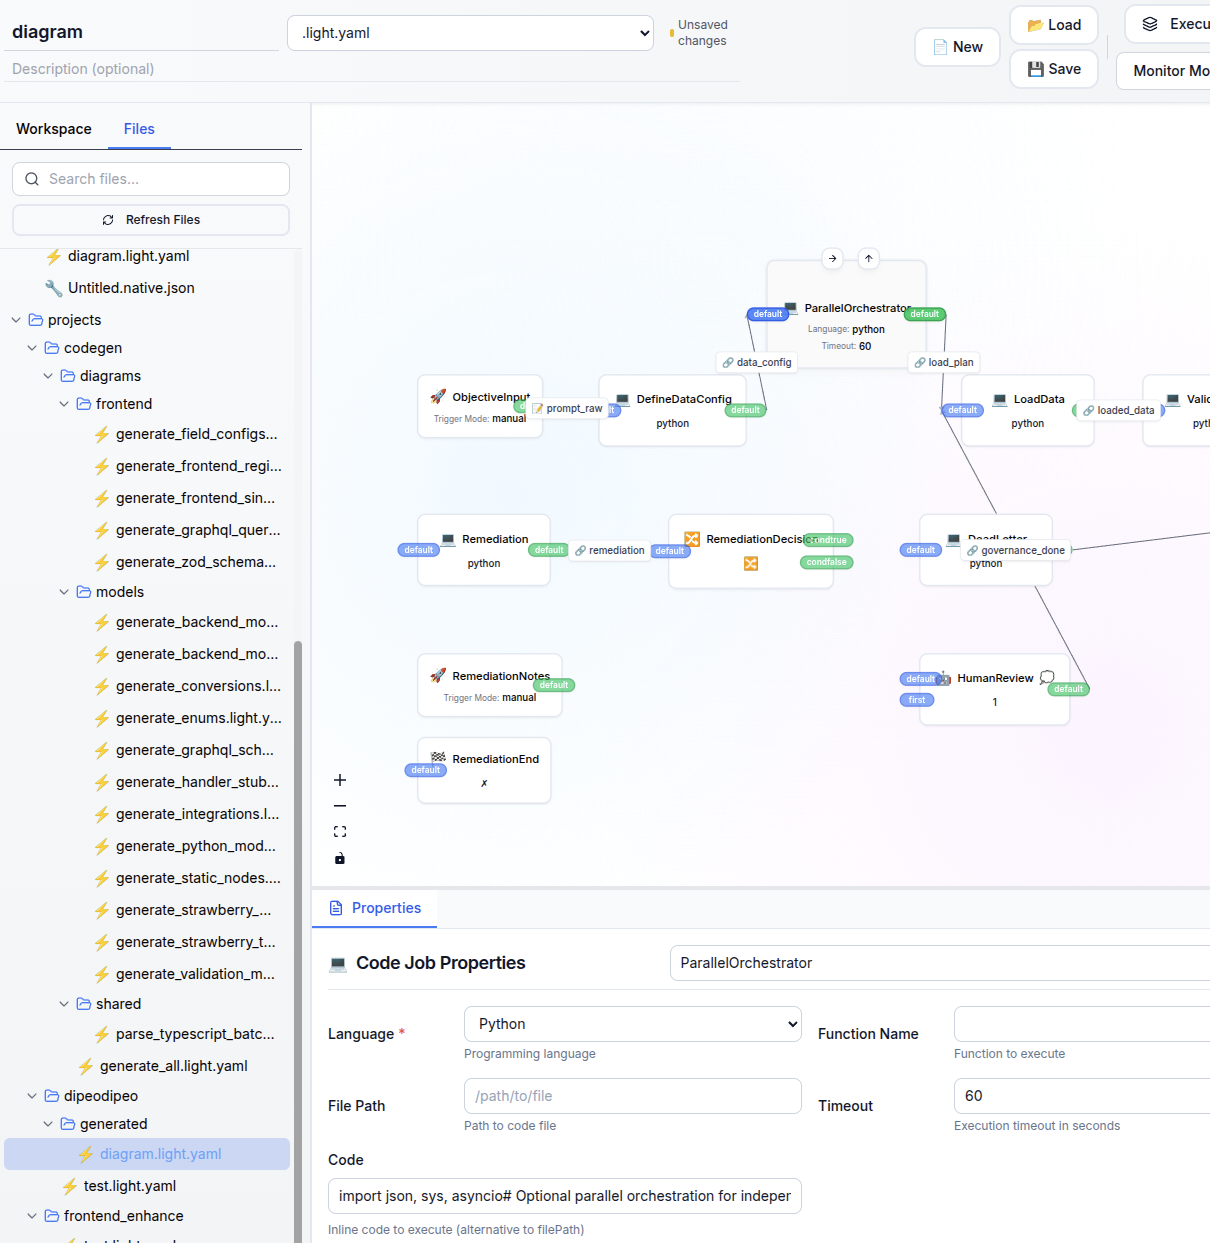 diagram
.light.yaml
Unsaved
changes
Description (optional)
New
Load
Save
Execu
Monitor Mo
Workspace
Files
Search files...
Refresh Files
diagram.light.yaml
Untitled.native.json
projects
codegen
diagrams
frontend
generate_field_configs...
generate_frontend_regi...
generate_frontend_sin...
generate_graphql_quer...
generate_zod_schema...
models
generate_backend_mo...
generate_backend_mo...
generate_conversions.l...
generate_enums.light.y...
generate_graphql_sch...
generate_handler_stub...
generate_integrations.l...
generate_python_mod...
generate_static_nodes....
generate_strawberry_...
generate_strawberry_t...
generate_validation_m...
shared
parse_typescript_batc...
generate_all.light.yaml
dipeodipeo
generated
diagram.light.yaml
test.light.yaml
frontend_enhance
ParallelOrchestrator
default
default
Language: python
Timeout: 60
data_config
load_plan
ObjectiveInput
Trigger Mode: manual
prompt_raw
DefineDataConfig
default
python
default
LoadData
python
loaded_data
Valid
pyth
default
Remediation
default
python
remediation
default
RemediationDecision
condtrue
condfalse
default
DeadLetter
python
governance_done
RemediationNotes
default
Trigger Mode: manual
default
first
HumanReview
default
1
RemediationEnd
default
✗
Properties
Code Job Properties
ParallelOrchestrator
Language *
Python
Programming language
Function Name
Function to execute
File Path
/path/to/file
Path to code file
Timeout
60
Execution timeout in seconds
Code
import json, sys, asyncio# Optional parallel orchestration for indeper
Inline code to execute (alternative to filePath)